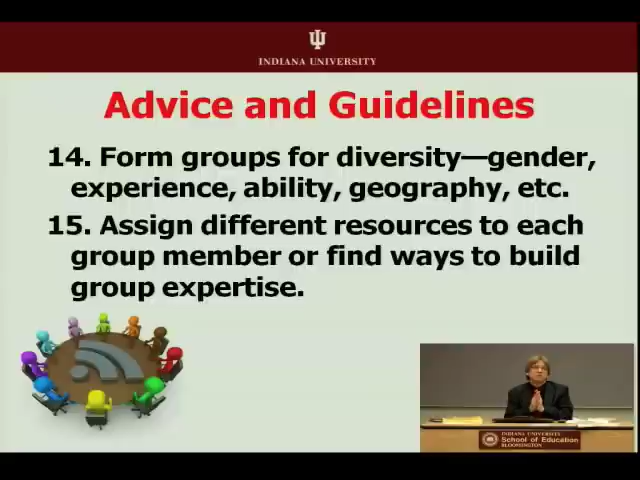 INDIANA UNIVERSITY
Advice and Guidelines
14. Form groups for diversity—gender,
experience, ability, geography, etc.
15. Assign different resources to each
group member or find ways to build
group expertise.
INDIANA UNIVERSITY
School of Education
BLOOMINGTON